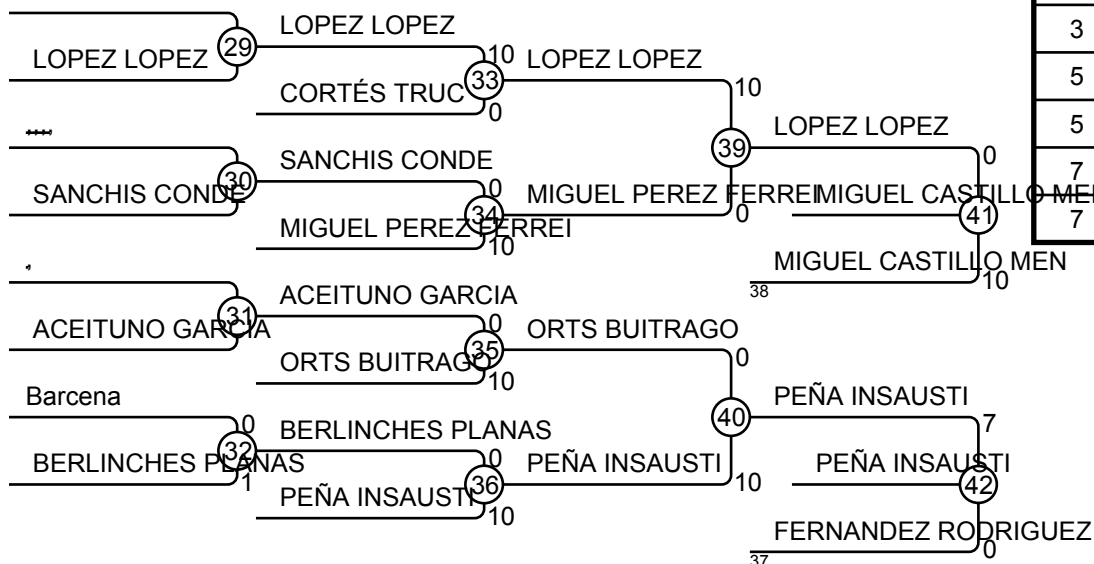 LOPEZ LOPEZ
29
LOPEZ LOPEZ
10
CORTÉS TRUC
33
0
LOPEZ LOPEZ
10
SANCHIS CONDE
30
SANCHIS CONDE
0
MIGUEL PEREZ FERREI
34
10
MIGUEL PEREZ FERREI
0
39
LOPEZ LOPEZ
0
MIGUEL CASTILLO MEN
38
10
41
MIGUEL CASTILLO MEN
ACEITUNO GARCIA
31
ACEITUNO GARCIA
0
ORTS BUITRAGO
35
10
ORTS BUITRAGO
0
Barcena
0
BERLINCHES PLANAS
32
1
BERLINCHES PLANAS
0
PEÑA INSAUSTI
36
10
PEÑA INSAUSTI
10
40
PEÑA INSAUSTI
7
FERNANDEZ RODRIGUEZ
37
0
42
PEÑA INSAUSTI
3
5
5
7
7